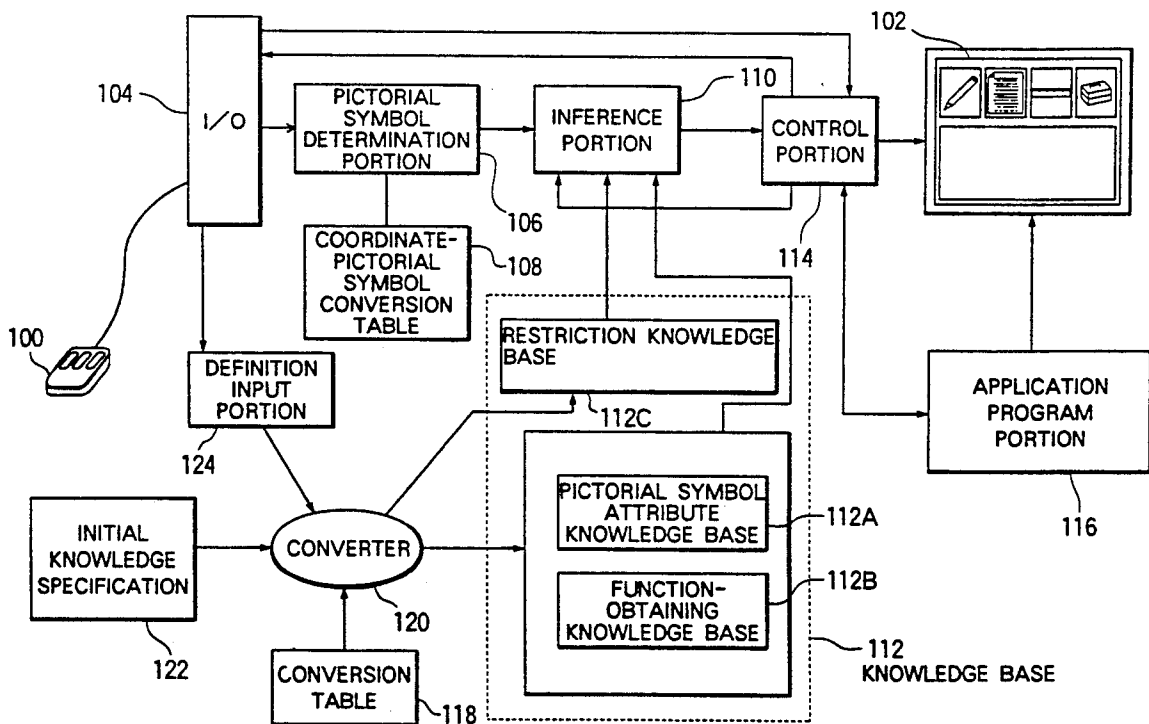 102
104
I/O
PICTORIAL
SYMBOL
DETERMINATION
PORTION
106
110
INFERENCE
PORTION
CONTROL
PORTION
114
COORDINATE-
PICTORIAL
SYMBOL
CONVERSION
TABLE
108
100
DEFINITION
INPUT
PORTION
124
RESTRICTION KNOWLEDGE
BASE
112C
APPLICATION
PROGRAM
PORTION
116
INITIAL
KNOWLEDGE
SPECIFICATION
122
CONVERTER
120
PICTORIAL SYMBOL
ATTRIBUTE
KNOWLEDGE BASE
112A
FUNCTION-
OBTAINING
KNOWLEDGE BASE
112B
CONVERSION
TABLE
118
112
KNOWLEDGE BASE